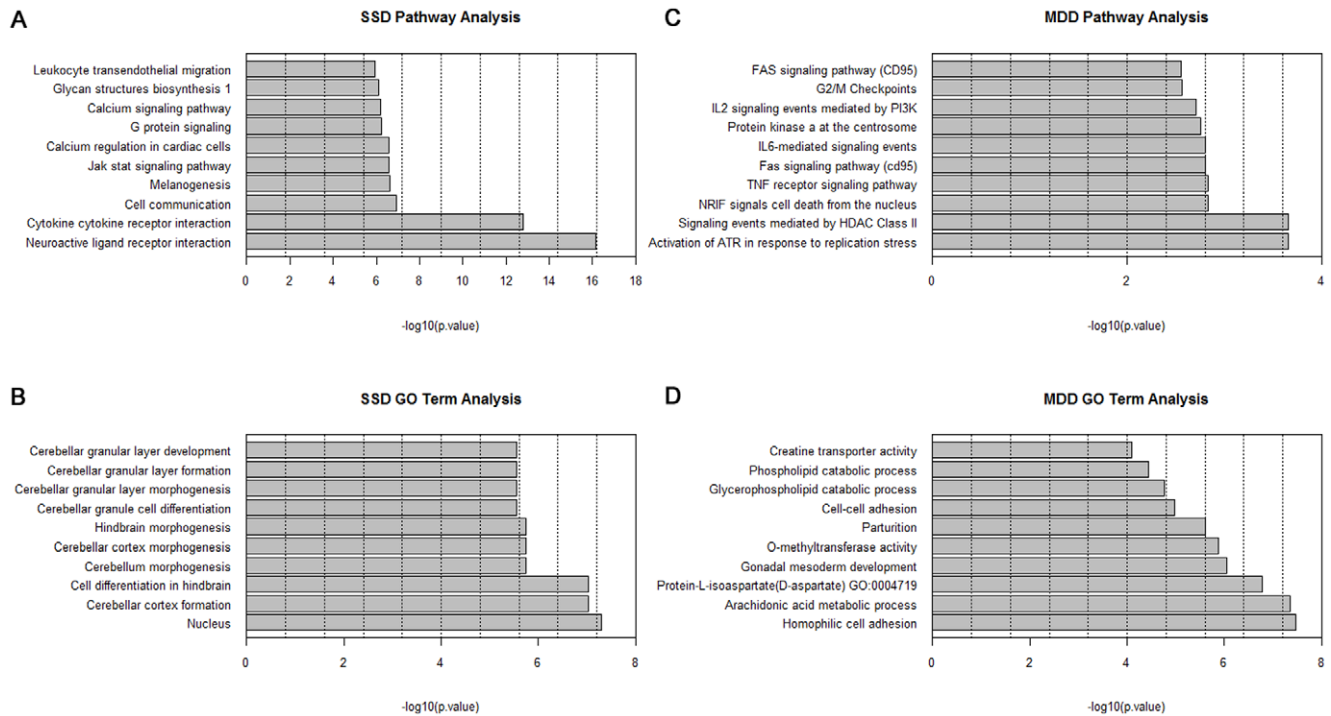 A
SSD Pathway Analysis
Leukocyte transendothelial migration
Glycan structures biosynthesis 1
Calcium signaling pathway
G protein signaling
Calcium regulation in cardiac cells
Jak stat signaling pathway
Melanogenesis
Cell communication
Cytokine cytokine receptor interaction
Neuroactive ligand receptor interaction
0 2 4 6 8 10 12 14 16 18
-log10(p.value)
C
MDD Pathway Analysis
FAS signaling pathway (CD95)
G2/M Checkpoints
IL2 signaling events mediated by PI3K
Protein kinase a at the centrosome
IL6-mediated signaling events
Fas signaling pathway (cd95)
TNF receptor signaling pathway
NRIF signals cell death from the nucleus
Signaling events mediated by HDAC Class II
Activation of ATR in response to replication stress
0 2 4
-log10(p.value)
B
SSD GO Term Analysis
Cerebellar granular layer development
Cerebellar granular layer formation
Cerebellar granular layer morphogenesis
Cerebellar granule cell differentiation
Hindbrain morphogenesis
Cerebellar cortex morphogenesis
Cerebellum morphogenesis
Cell differentiation in hindbrain
Cerebellar cortex formation
Nucleus
0 2 4 6 8
-log10(p.value)
D
MDD GO Term Analysis
Creatine transporter activity
Phospholipid catabolic process
Glycerophospholipid catabolic process
Cell-cell adhesion
Parturition
O-methyltransferase activity
Gonadal mesoderm development
Protein-L-isoaspartate(D-aspartate) GO:0004719
Arachidonic acid metabolic process
Homophilic cell adhesion
0 2 4 6 8
-log10(p.value)